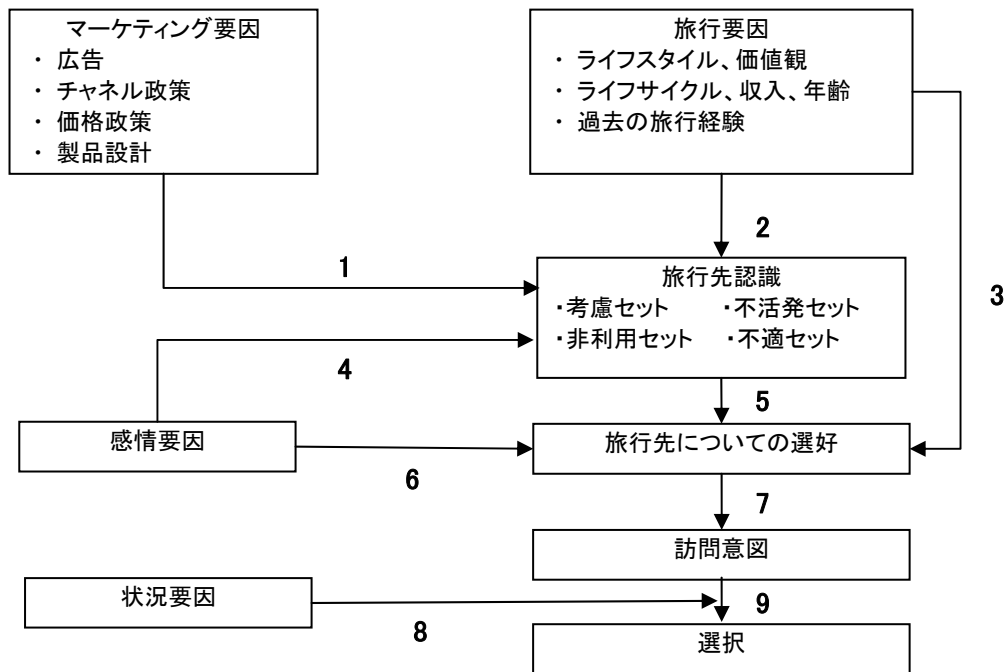 マーケティング要因
・ 広告
・ チャネル政策
・ 価格政策
・ 製品設計
旅行要因
・ ライフスタイル、価値観
・ ライフサイクル、収入、年齢
・ 過去の旅行経験
2
1
3
旅行先認識
・考慮セット ・不活発セット
・非利用セット ・不適セット
4
5
感情要因
旅行先についての選好
6
7
訪問意図
状況要因
8
9
選択